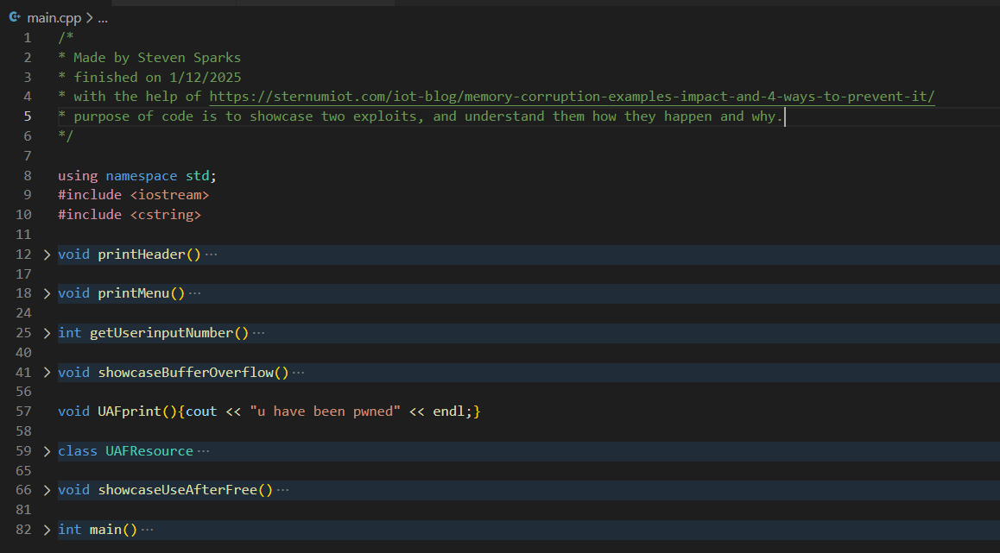 main.cpp > ...
1 /*
2 * Made by Steven Sparks
3 * finished on 1/12/2025
4 * with the help of https://sternumiot.com/iot-blog/memory-corruption-examples-impact-and-4-ways-to-prevent-it/
5 * purpose of code is to showcase two exploits, and understand them how they happen and why.
6 */
7
8 using namespace std;
9 #include <iostream>
10 #include <cstring>
11
12 > void printHeader() ...
17
18 > void printMenu() ...
24
25 > int getUserinputNumber() ...
40
41 > void showcaseBufferOverflow() ...
56
57 void UAFprint(){cout << "u have been pwned" << endl;}
58
59 > class UAFResource ...
65
66 > void showcaseUseAfterFree() ...
81
82 > int main() ...